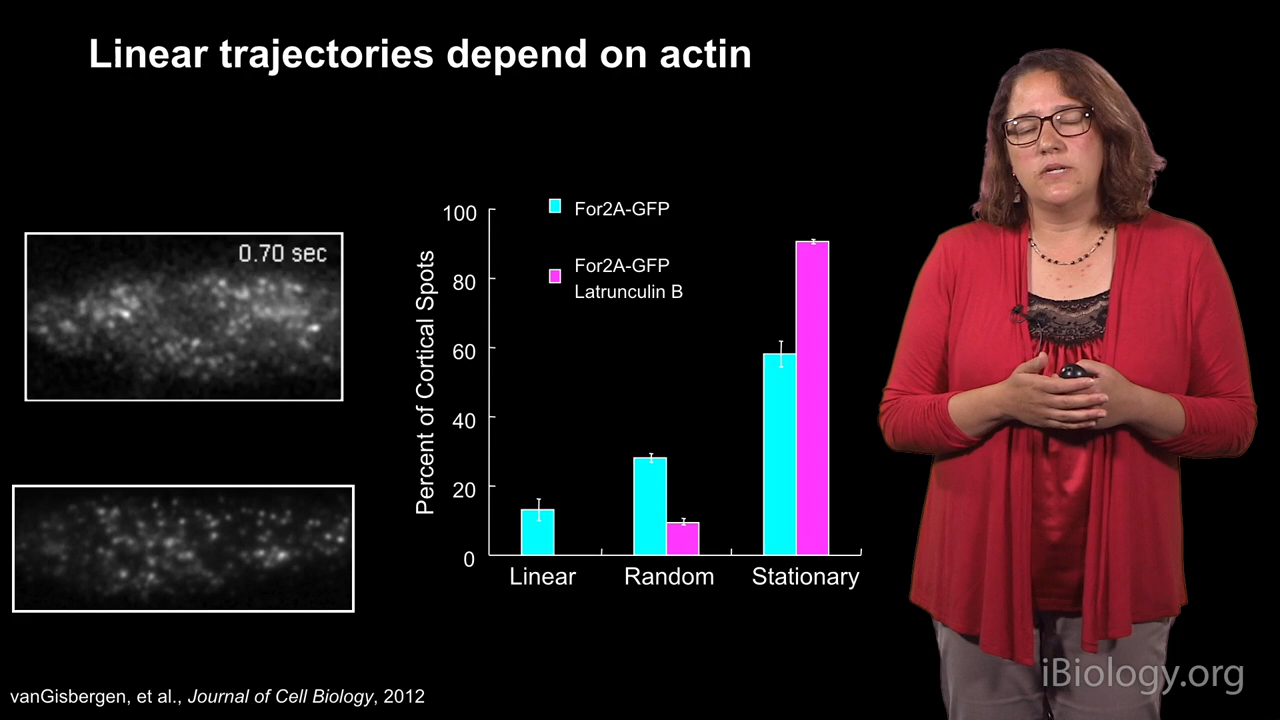 Linear trajectories depend on actin
0.70 sec
Percent of Cortical Spots
100
80
60
40
20
0
For2A-GFP
For2A-GFP
Latrunculin B
Linear
Random
Stationary
vanGisbergen, et al., Journal of Cell Biology, 2012
iBiology.org